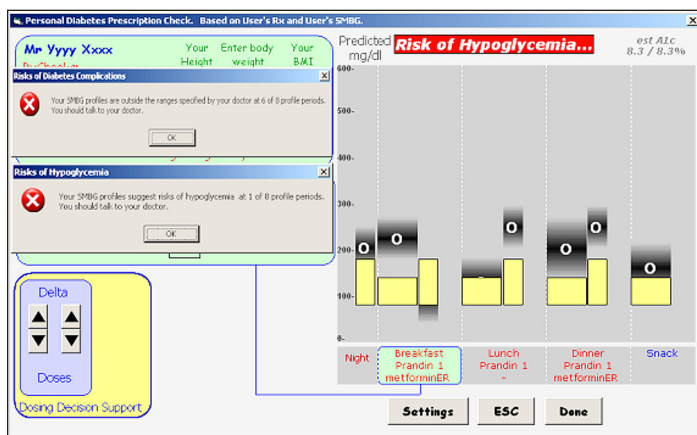 Personal Diabetes Prescription Check.  Based on User's Rx and User's SMBG.
Mr Yyyy Xxxx
Your Height
Enter body weight
Your BMI
Risks of Diabetes Complications
Your SMBG profiles are outside the ranges specified by your doctor at 6 of 8 profile periods.
You should talk to your doctor.
OK
Risks of Hypoglycemia
Your SMBG profiles suggest risks of hypoglycemia  at 1 of 8 profile periods.
You should talk to your doctor.
OK
Delta
Doses
Dosing Decision Support
Predicted
mg/dl
Risk of Hypoglycemia...
est A1c
8.3 / 8.3%
600-
500-
400-
300-
200-
100-
0-
O
O
O
O
O
O
Night
Breakfast
Prandin 1
metforminER
Lunch
Prandin 1
-
Dinner
Prandin 1
metforminER
Snack
Settings
ESC
Done